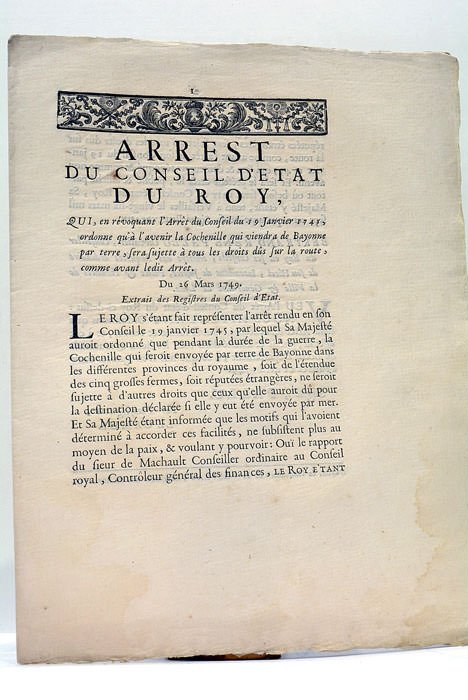 ARREST
DU CONSEIL D'ETAT
DU ROY,
QUI, en révoquant l'Arrêt du Conseil du 19 Janvier 1745,
ordonne qu'à l'avenir la Cochenille qui viendra de Bayonne
par terre, sera sujette à tous les droits dûs sur la route,
comme avant ledit Arrêt.
Du 26 Mars 1749.
Extrait des Registres du Conseil d'Etat.
LE ROY s'étant fait représenter l'arrêt rendu en son
Conseil le 19 janvier 1745, par lequel Sa Majesté
auroit ordonné que pendant la durée de la guerre, la
Cochenille qui seroit envoyée par terre de Bayonne dans
les différentes provinces du royaume, soit de l'étendue
des cinq grosses fermes, soit réputées étrangères, ne seroit
sujette à d'autres droits que ceux qu'elle auroit dû pour
la destination déclarée si elle y eut été envoyée par mer.
Et Sa Majesté étant informée que les motifs qui l'avoient
déterminé à accorder ces facilités, ne subsistent plus au
moyen de la paix, & voulant y pourvoir: Ouï le rapport
du sieur de Machault Conseiller ordinaire au Conseil
royal, Contrôleur général des finances, LE ROY E'TANT